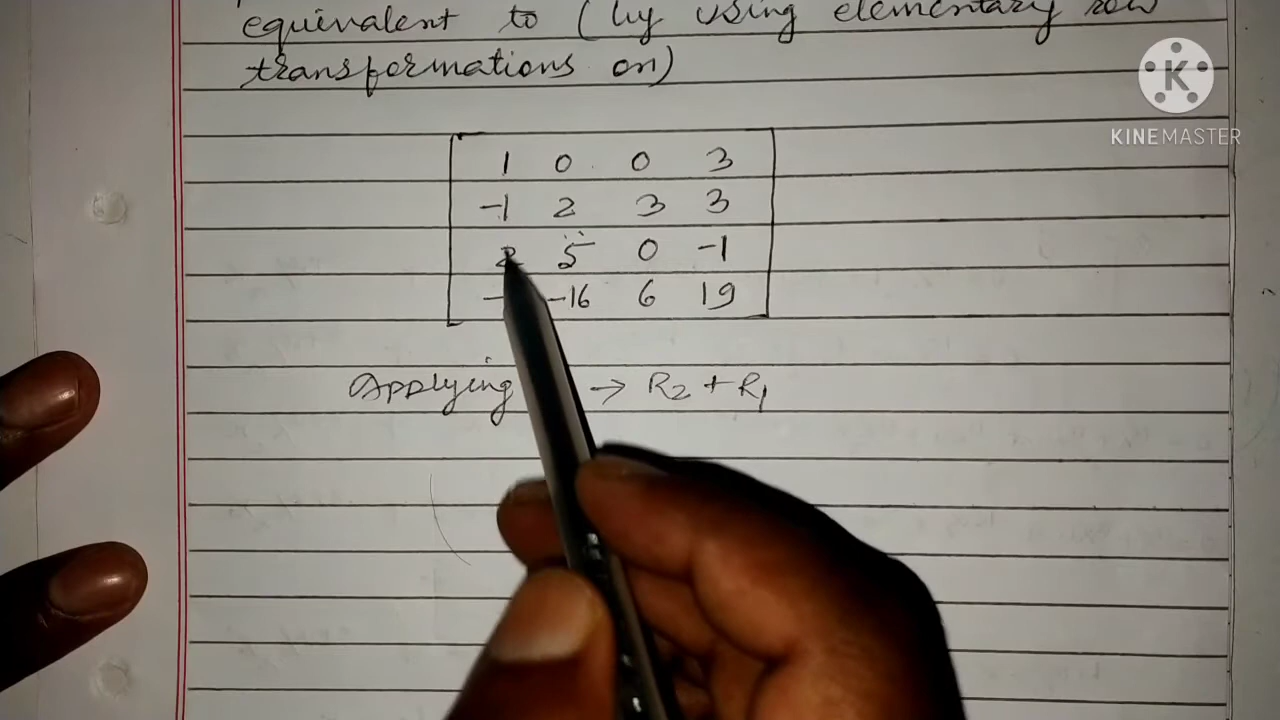 equivalent to (by using elementary row
transformations on)
K
KINEMASTER
1 0 0 3
-1 2 3 3
2 5 0 -1
- -16 6 19
Applying → R2 + R1